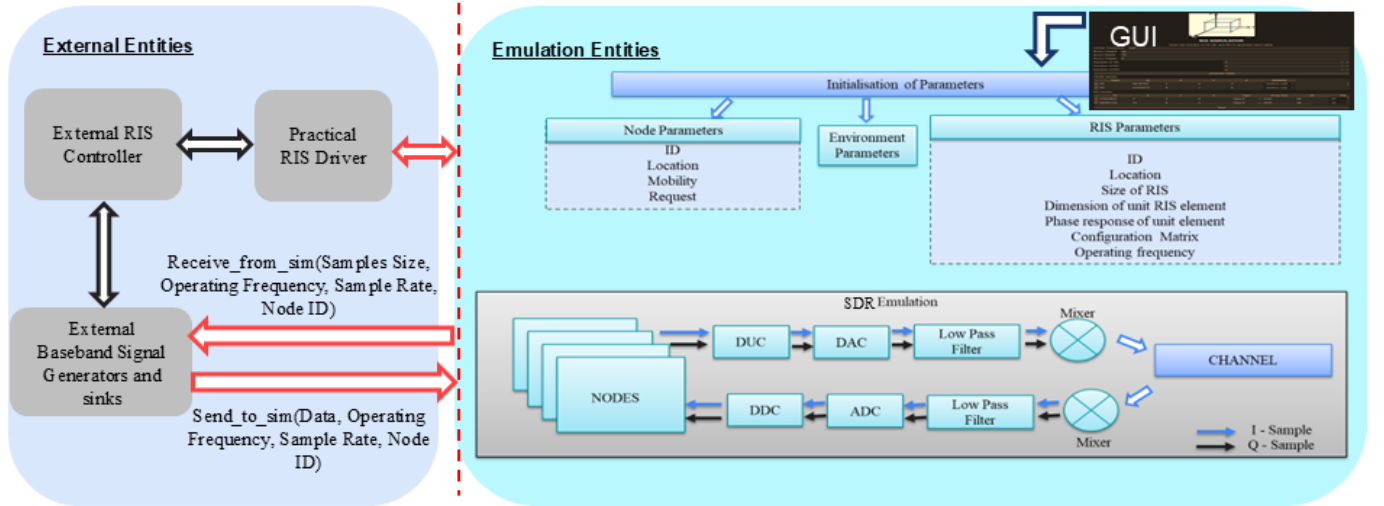 External Entities
External RIS
Controller
Practical
RIS Driver
Receive_from_sim(Samples Size,
Operating Frequency, Sample Rate,
Node ID)
External
Baseband Signal
Generators and
sinks
Send_to_sim(Data, Operating
Frequency, Sample Rate, Node
ID)
Emulation Entities
GUI
Initialisation of Parameters
Node Parameters
ID
Location
Mobility
Request
Environment
Parameters
RIS Parameters
ID
Location
Size of RIS
Dimension of unit RIS element
Phase response of unit element
Configuration Matrix
Operating frequency
SDR Emulation
NODES
DUC
DAC
Low Pass
Filter
Mixer
CHANNEL
DDC
ADC
Low Pass
Filter
Mixer
I - Sample
Q - Sample